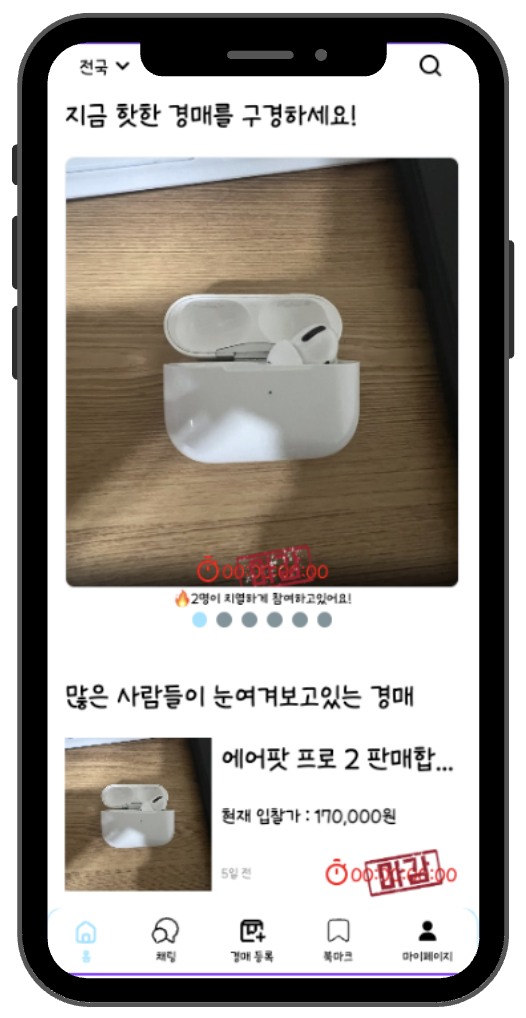 전국
지금 핫한 경매를 구경하세요!
00:00:00:00
마감
🔥2명이 치열하게 참여하고있어요!
많은 사람들이 눈여겨보고있는 경매
에어팟 프로 2 판매합...
현재 입찰가 : 170,000원
5일 전
00:00:00:00
마감
홈
채팅
경매 등록
북마크
마이페이지